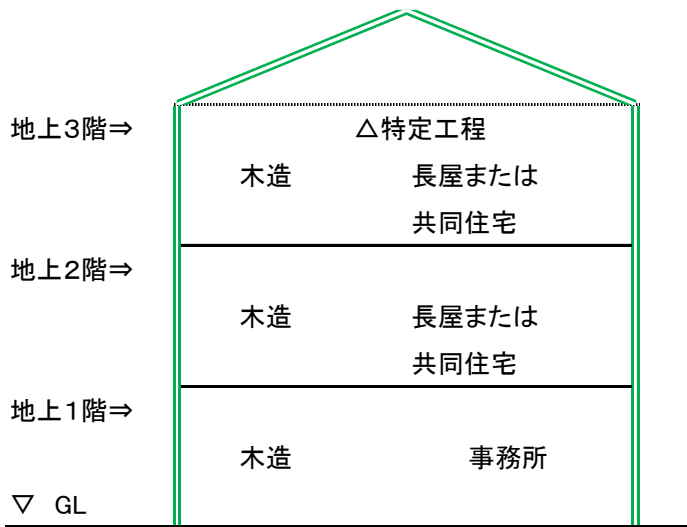 地上３階⇒ △特定工程
木造 長屋または
共同住宅
地上２階⇒
木造 長屋または
共同住宅
地上１階⇒
木造 事務所
▽ GL